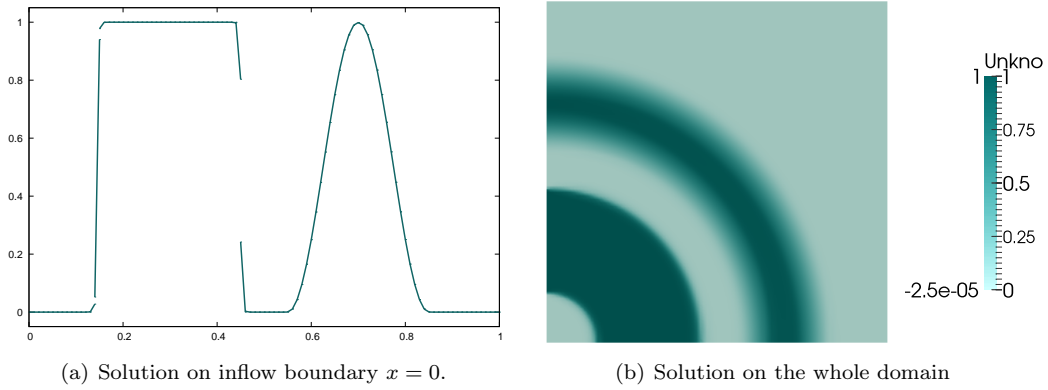 1
0.8
0.6
0.4
0.2
0
0 0.2 0.4 0.6 0.8 1
Unkno
1 1
0.75
0.5
0.25
-2.5e-05 0
(a) Solution on inflow boundary x = 0.
(b) Solution on the whole domain